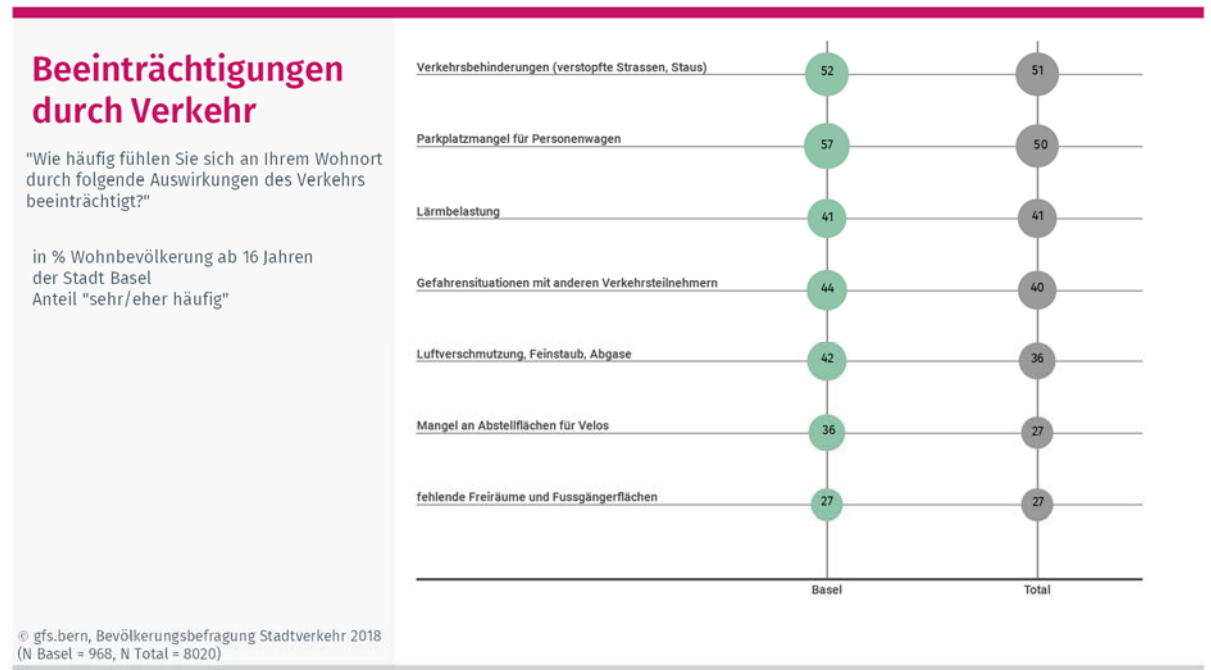 Beeinträchtigungen
durch Verkehr
"Wie häufig fühlen Sie sich an Ihrem Wohnort
durch folgende Auswirkungen des Verkehrs
beeinträchtigt?"
in % Wohnbevölkerung ab 16 Jahren
der Stadt Basel
Anteil "sehr/eher häufig"
Verkehrsbehinderungen (verstopfte Strassen, Staus) 52 51
Parkplatzmangel für Personenwagen 57 50
Lärmbelastung 41 41
Gefahrensituationen mit anderen Verkehrsteilnehmern 44 40
Luftverschmutzung, Feinstaub, Abgase 42 36
Mangel an Abstellflächen für Velos 36 27
fehlende Freiräume und Fussgängerflächen 27 27
Basel Total
© gfs.bern, Bevölkerungsbefragung Stadtverkehr 2018
(N Basel = 968, N Total = 8020)